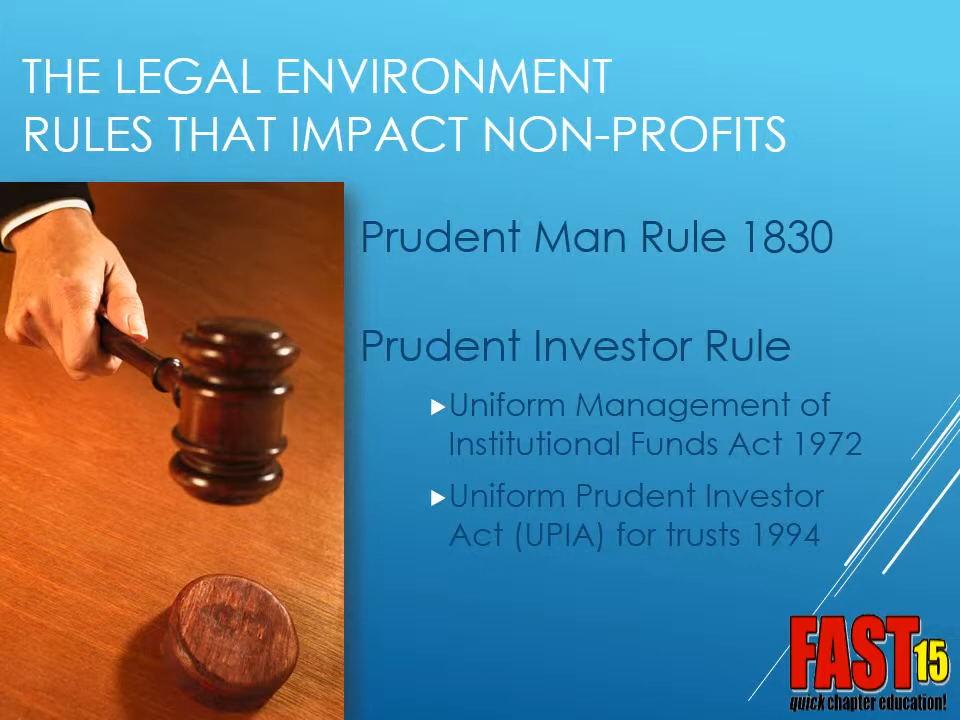 THE LEGAL ENVIRONMENT
RULES THAT IMPACT NON-PROFITS
Prudent Man Rule 1830
Prudent Investor Rule
Uniform Management of
Institutional Funds Act 1972
Uniform Prudent Investor
Act (UPIA) for trusts 1994
FAST15
quick chapter education!